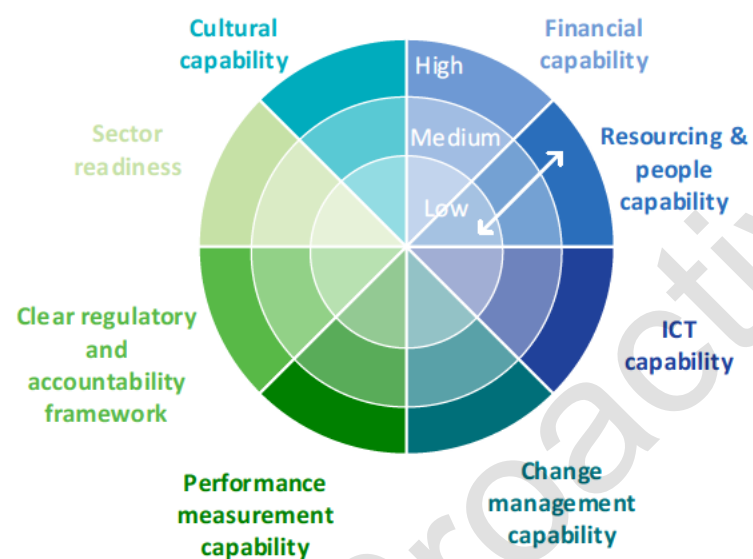 Cultural
capability
Financial
capability
High
Medium
Low
Sector
readiness
Resourcing &
people
capability
Clear regulatory
and
accountability
framework
ICT
capability
Performance
measurement
capability
Change
management
capability
roactiv